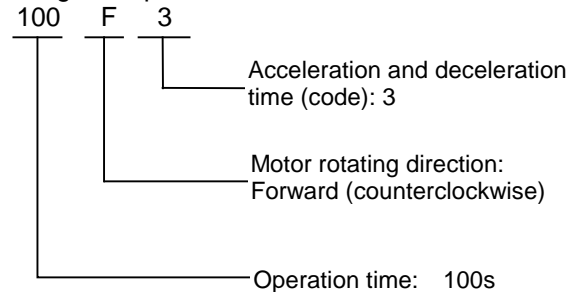 100 F 3
Acceleration and deceleration
time (code): 3
Motor rotating direction:
Forward (counterclockwise)
Operation time: 100s